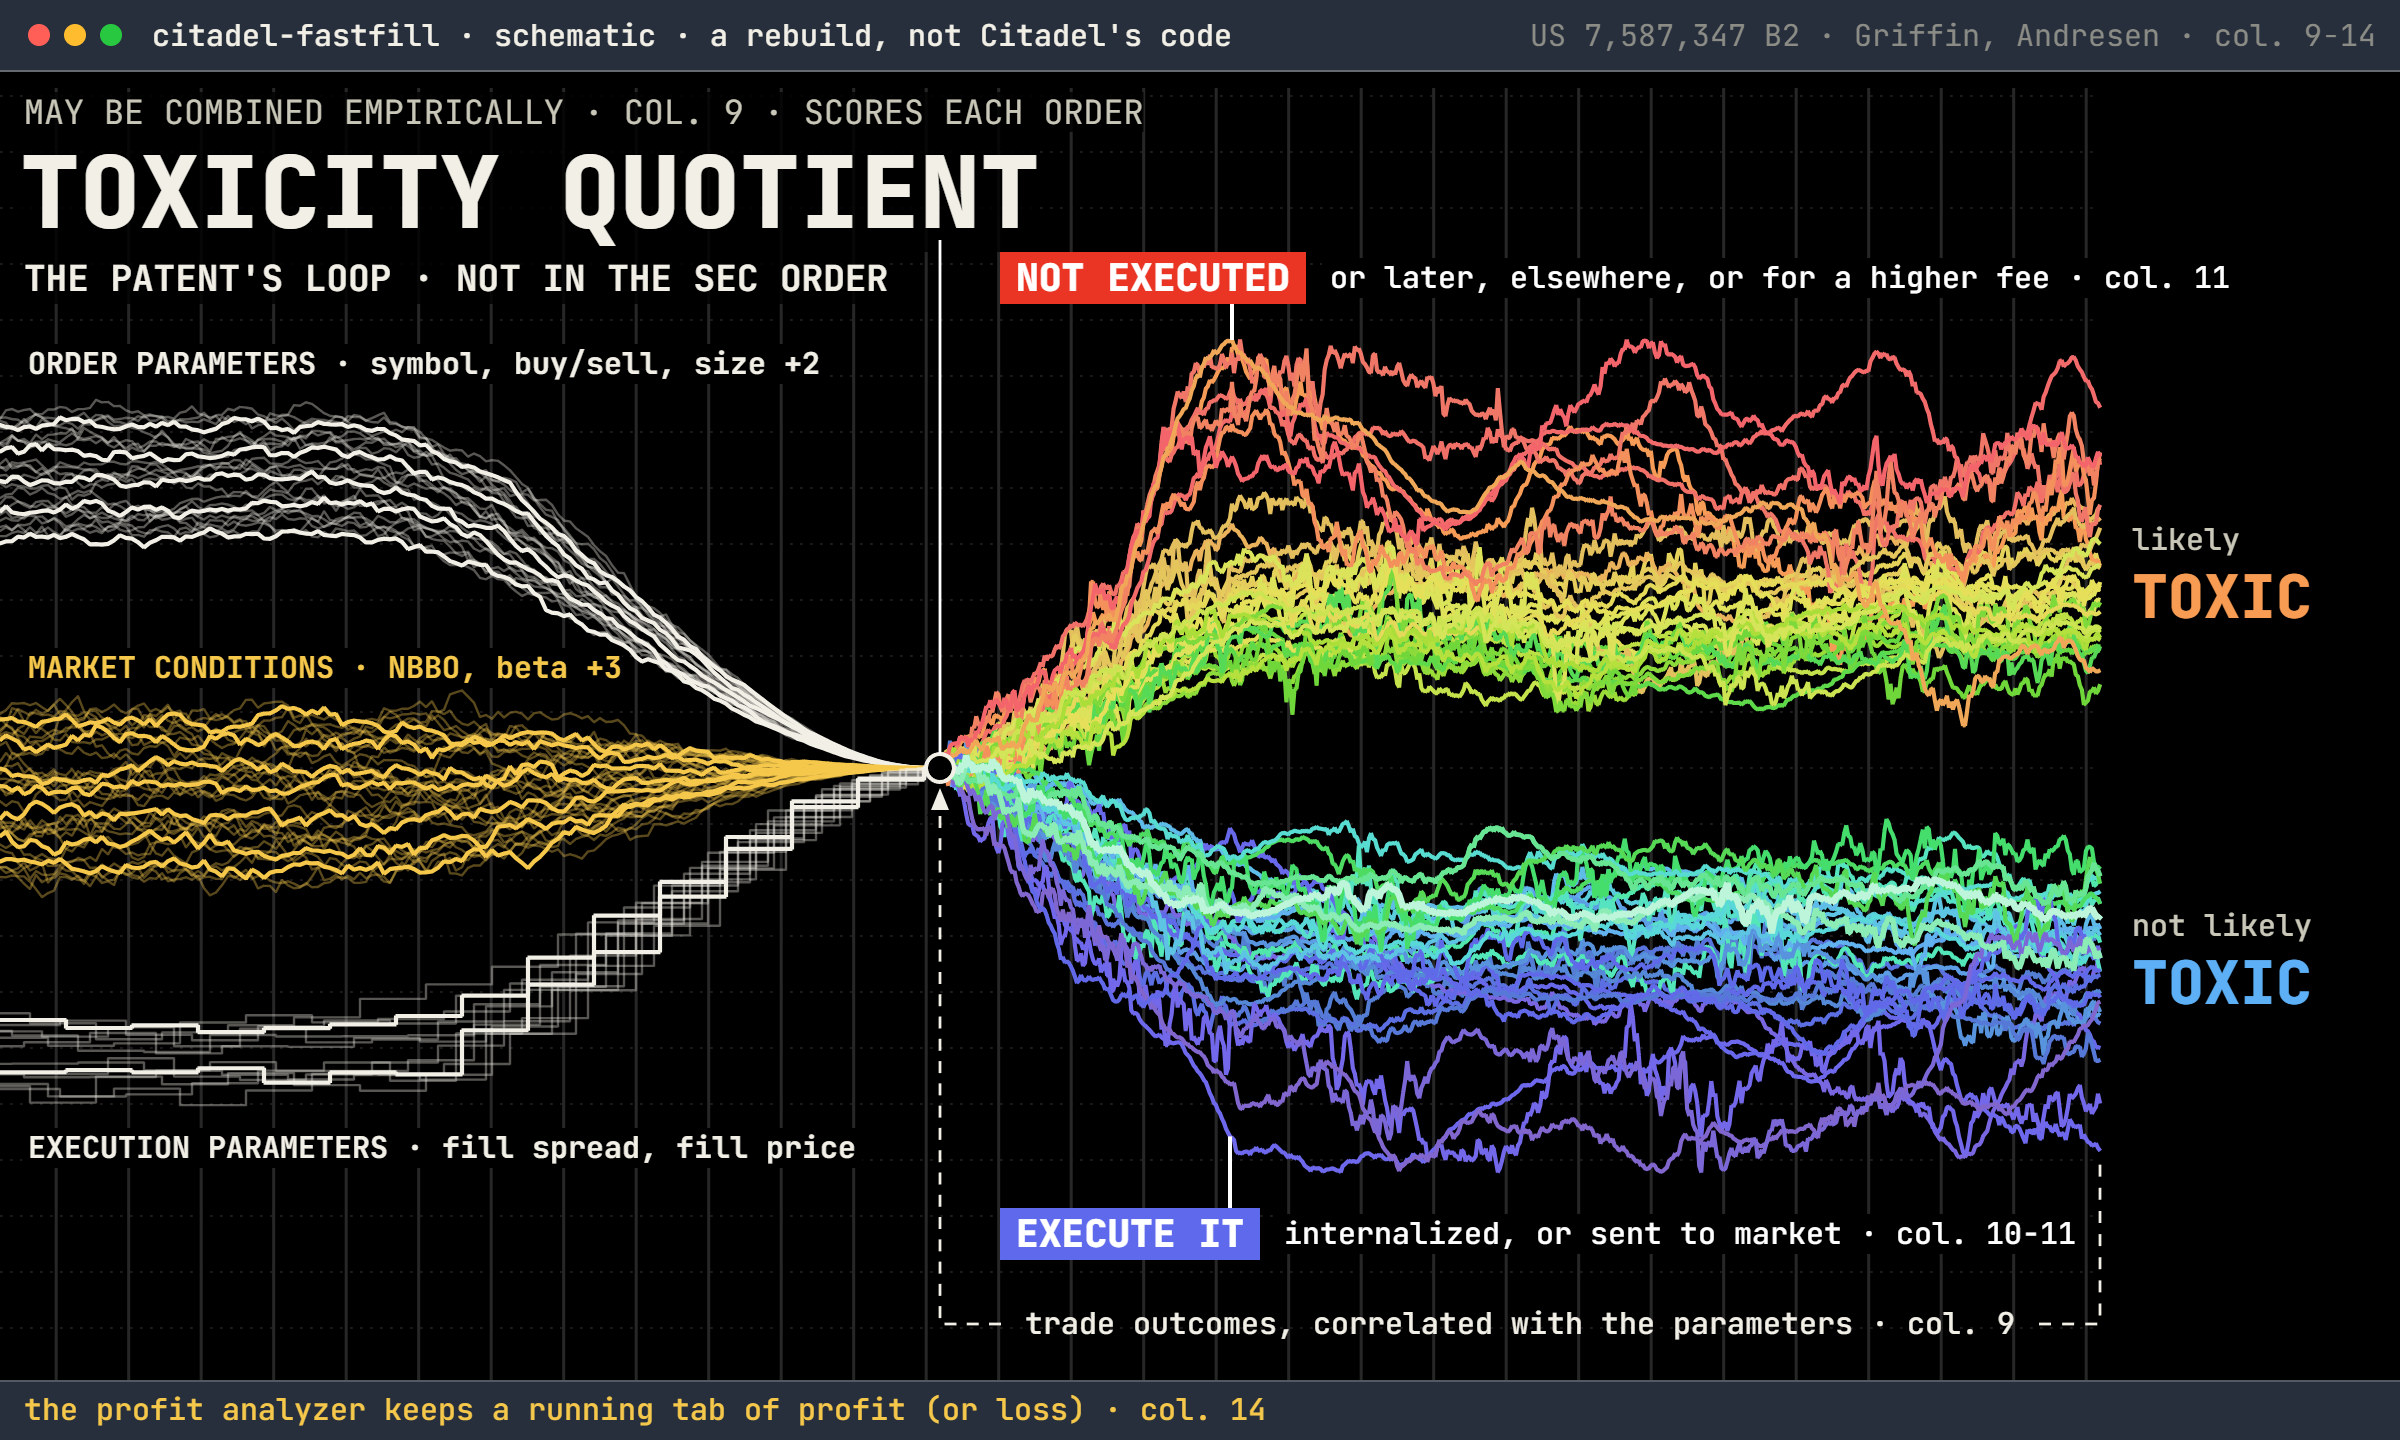 citadel-fastfill · schematic · a rebuild, not Citadel's code
US 7,587,347 B2 · Griffin, Andresen · col. 9-14
MAY BE COMBINED EMPIRICALLY · COL. 9 · SCORES EACH ORDER
TOXICITY QUOTIENT
THE PATENT'S LOOP · NOT IN THE SEC ORDER
NOT EXECUTED or later, elsewhere, or for a higher fee · col. 11
ORDER PARAMETERS · symbol, buy/sell, size +2
likely
TOXIC
MARKET CONDITIONS · NBBO, beta +3
not likely
TOXIC
EXECUTION PARAMETERS · fill spread, fill price
EXECUTE IT internalized, or sent to market · col. 10-11
trade outcomes, correlated with the parameters · col. 9
the profit analyzer keeps a running tab of profit (or loss) · col. 14